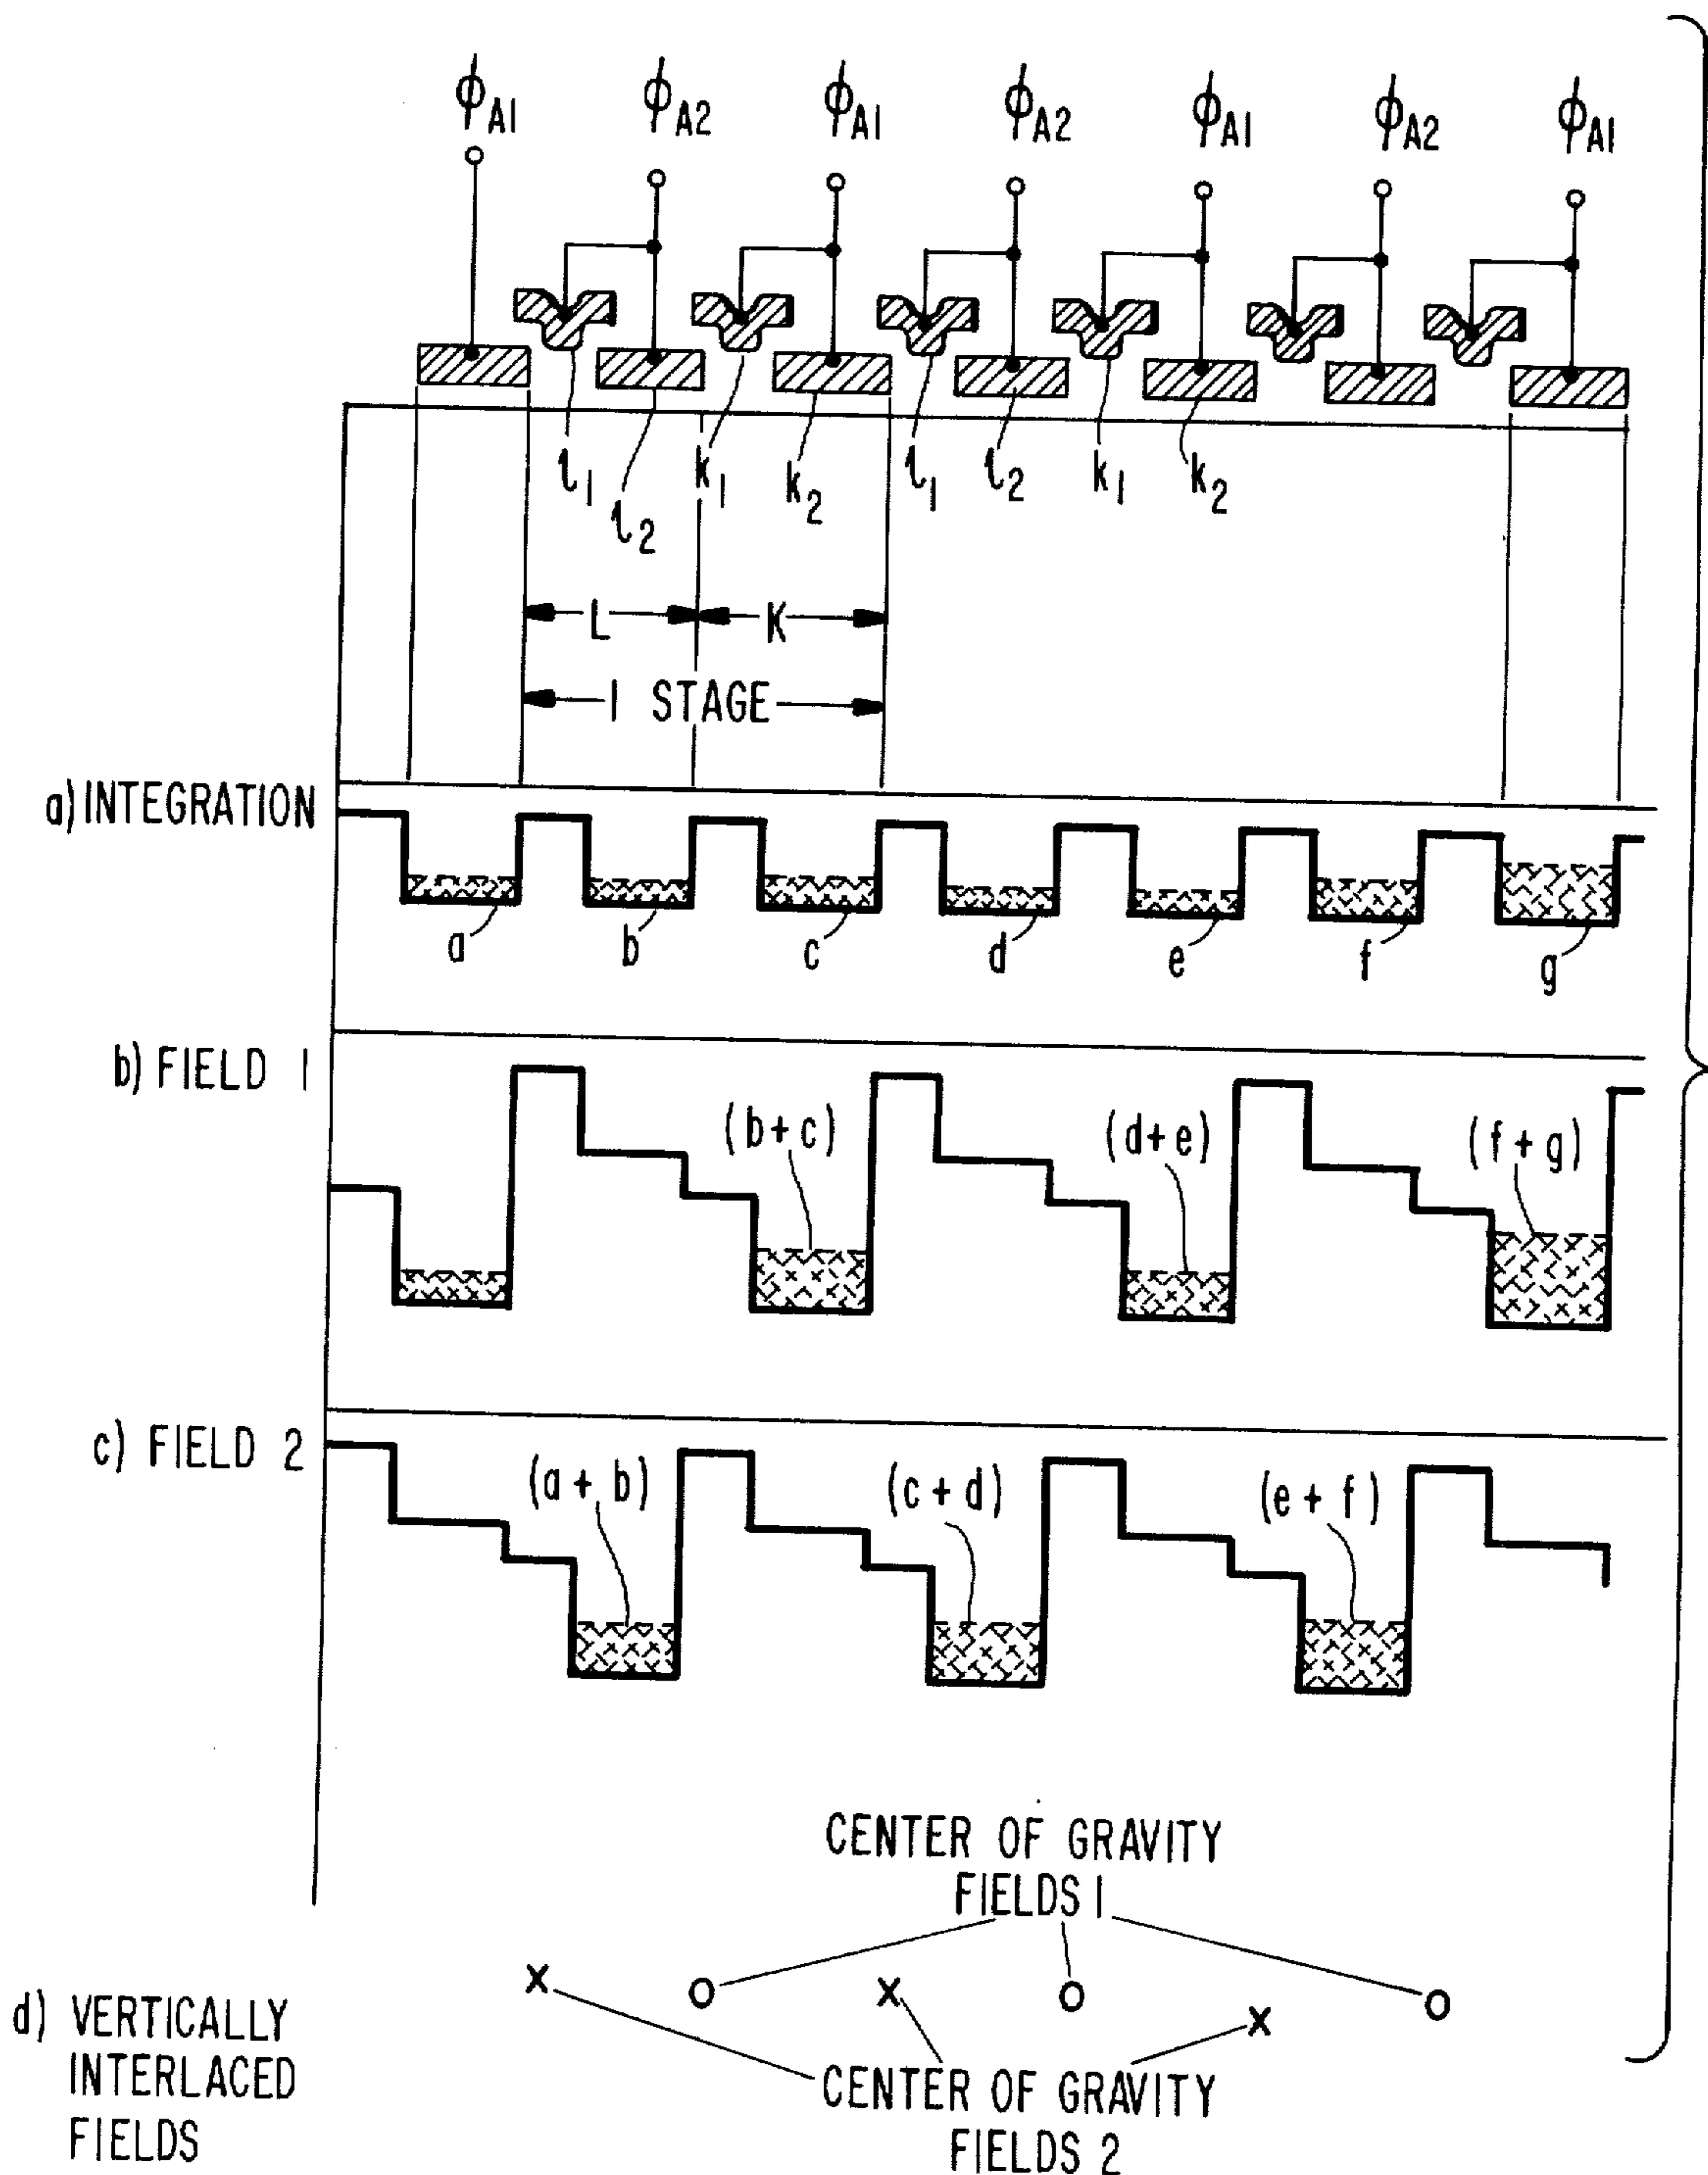 ϕA1 ϕA2 ϕA1 ϕA2 ϕA1 ϕA2 ϕA1
l1 l2 k1 k2 l1 l2 k1 k2
L K
1 STAGE
a) INTEGRATION
a b c d e f g
b) FIELD 1
(b+c) (d+e) (f+g)
c) FIELD 2
(a + b) (c + d) (e + f)
CENTER OF GRAVITY
FIELDS 1
x o x o x o
d) VERTICALLY
INTERLACED
FIELDS
CENTER OF GRAVITY
FIELDS 2